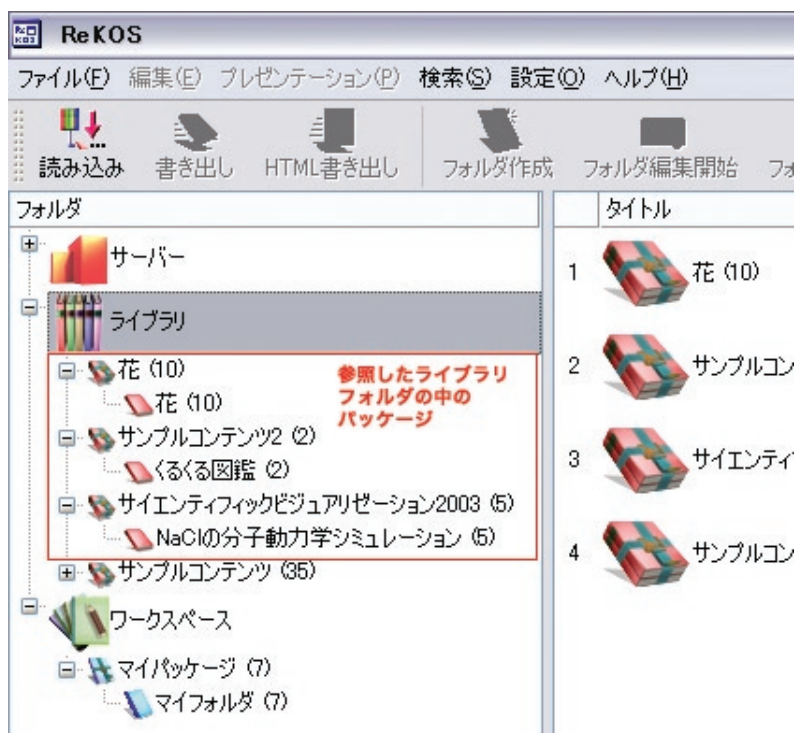 ReKOS
ファイル(F) 編集(E) プレゼンテーション(P) 検索(S) 設定(O) ヘルプ(H)
読み込み 書き出し HTML書き出し フォルダ作成 フォルダ編集開始 フォ
フォルダ
タイトル
サーバー
ライブラリ
花 (10)
花 (10)
サンプルコンテンツ2 (2)
くるくる図鑑 (2)
サイエンティフィックビジュアリゼーション2003 (5)
NaClの分子動力学シミュレーション (5)
サンプルコンテンツ (35)
ワークスペース
マイパッケージ (7)
マイフォルダ (7)
参照したライブラリ
フォルダの中の
パッケージ
1 花 (10)
2 サンプルコン
3 サイエンティ
4 サンプルコン